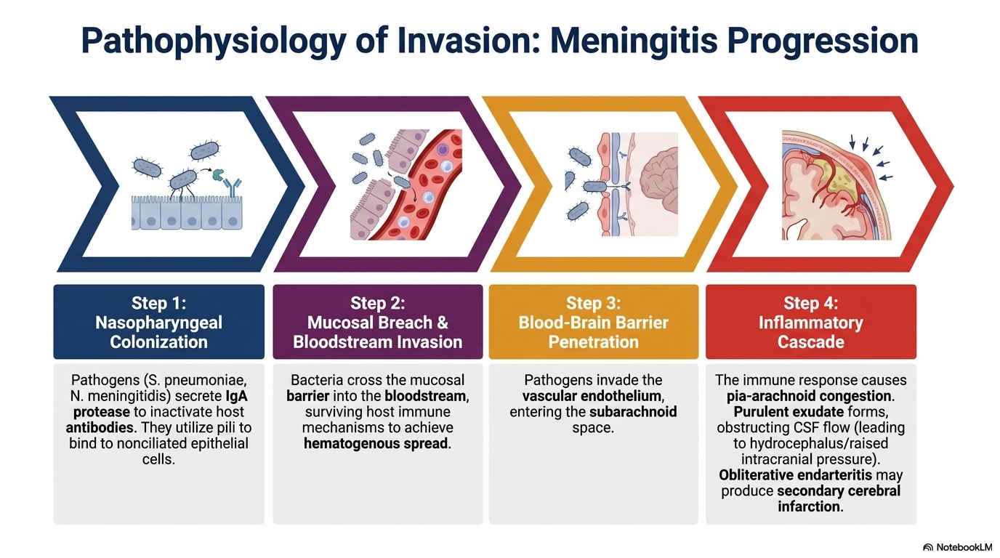 Pathophysiology of Invasion: Meningitis Progression
Step 1:
Nasopharyngeal
Colonization
Pathogens (S. pneumoniae,
N. meningitidis) secrete IgA
protease to inactivate host
antibodies. They utilize pili to
bind to nonciliated epithelial
cells.
Step 2:
Mucosal Breach &
Bloodstream Invasion
Bacteria cross the mucosal
barrier into the bloodstream,
surviving host immune
mechanisms to achieve
hematogenous spread.
Step 3:
Blood-Brain Barrier
Penetration
Pathogens invade the
vascular endothelium,
entering the subarachnoid
space.
Step 4:
Inflammatory
Cascade
The immune response causes
pia-arachnoid congestion.
Purulent exudate forms,
obstructing CSF flow (leading
to hydrocephalus/raised
intracranial pressure).
Obliterative endarteritis may
produce secondary cerebral
infarction.
NotebookLM